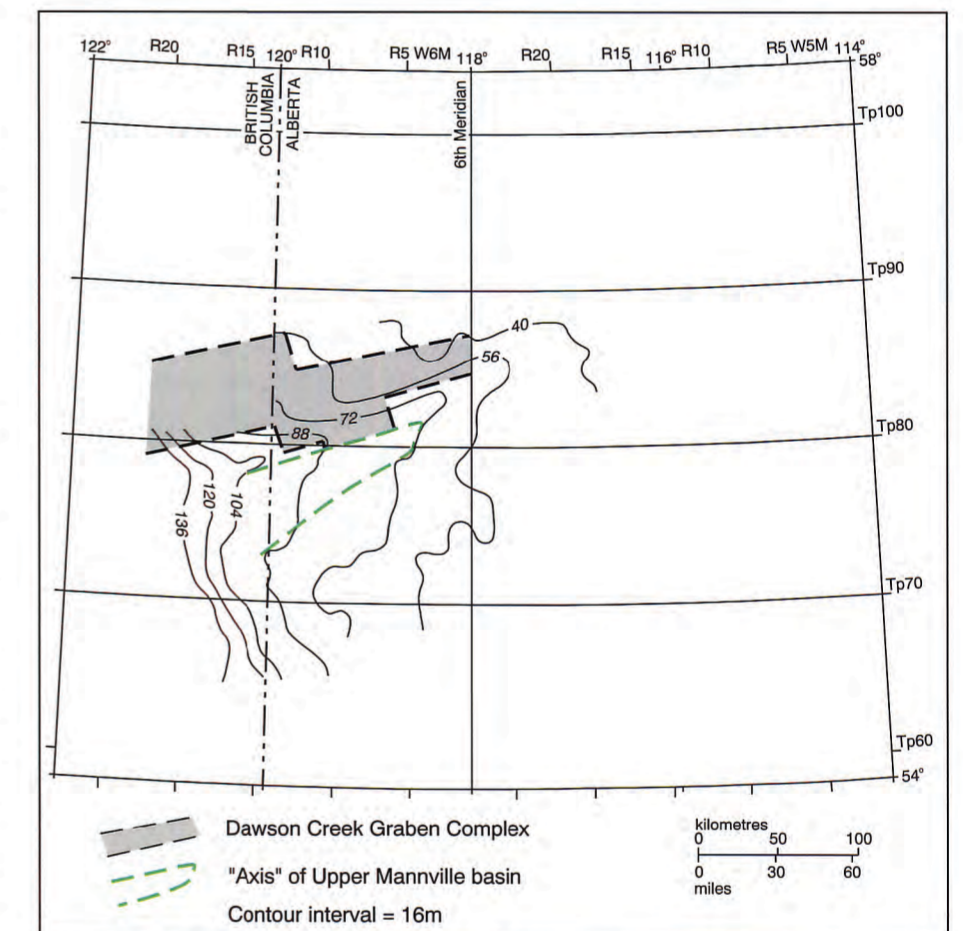 122° R20 R15 120° R10 R5 W6M 118° R20 R15 116° R10 R5 W5M 114°
58°
BRITISH
COLUMBIA
ALBERTA
6th Meridian
Tp100
Tp90
40
56
72
88
Tp80
136
120
104
Tp70
Tp60
54°
Dawson Creek Graben Complex
"Axis" of Upper Mannville basin
Contour interval = 16m
kilometres
0 50 100
0 30 60
miles